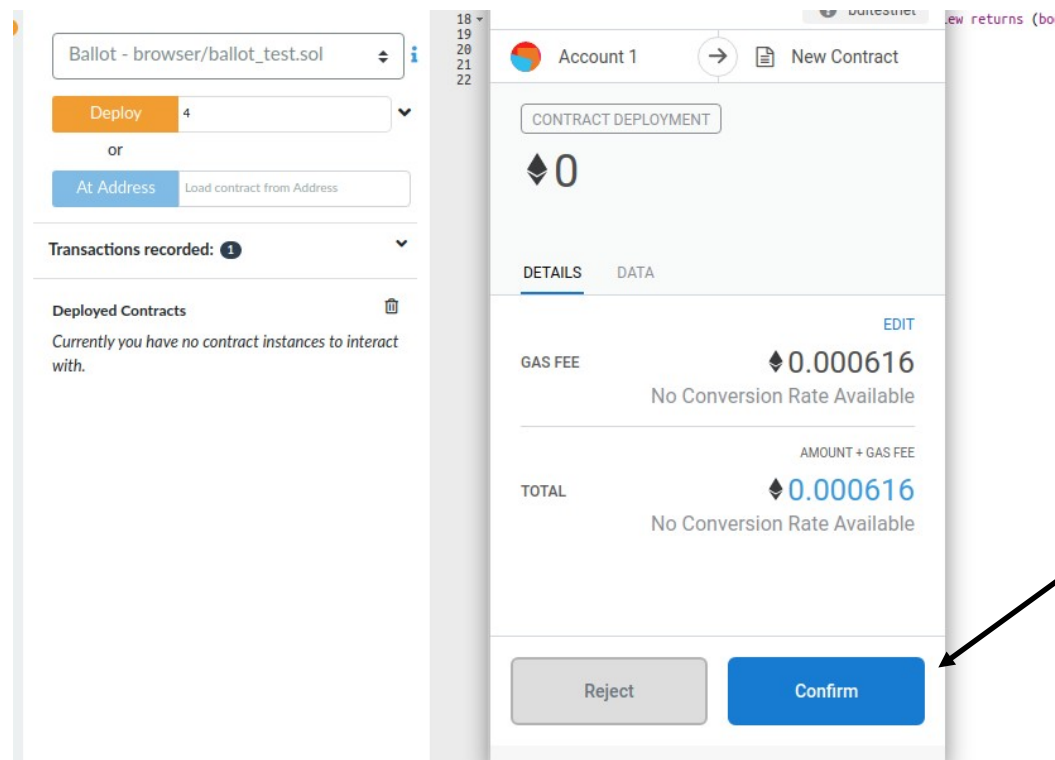 Ballot - browser/ballot_test.sol
i
Deploy
4
or
At Address
Load contract from Address
Transactions recorded: 1
Deployed Contracts
Currently you have no contract instances to interact
with.
18
19
20
21
22
Account 1
New Contract
CONTRACT DEPLOYMENT
0
DETAILS
DATA
EDIT
GAS FEE
0.000616
No Conversion Rate Available
AMOUNT + GAS FEE
TOTAL
0.000616
No Conversion Rate Available
Reject
Confirm
returns